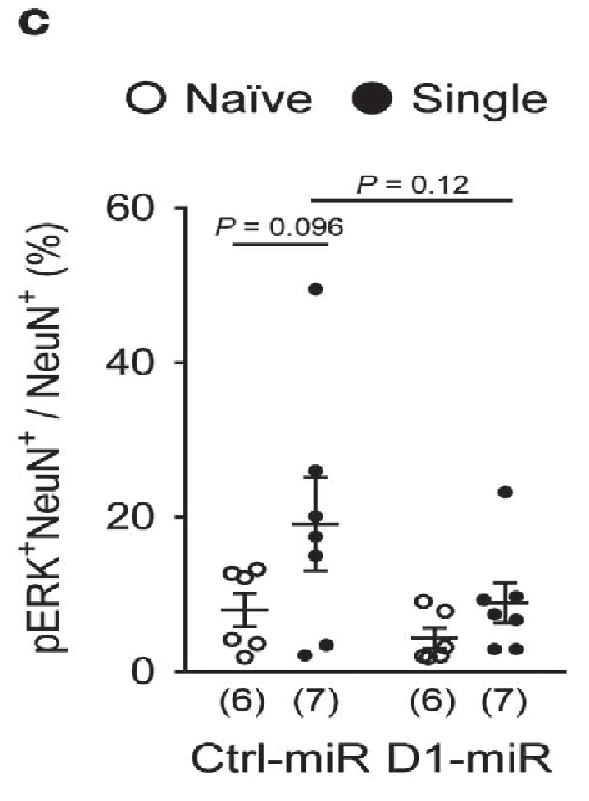 c
Naïve Single
P = 0.12
P = 0.096
60
40
20
0
pERK⁺NeuN⁺ / NeuN⁺ (%)
(6) (7) (6) (7)
Ctrl-miR D1-miR